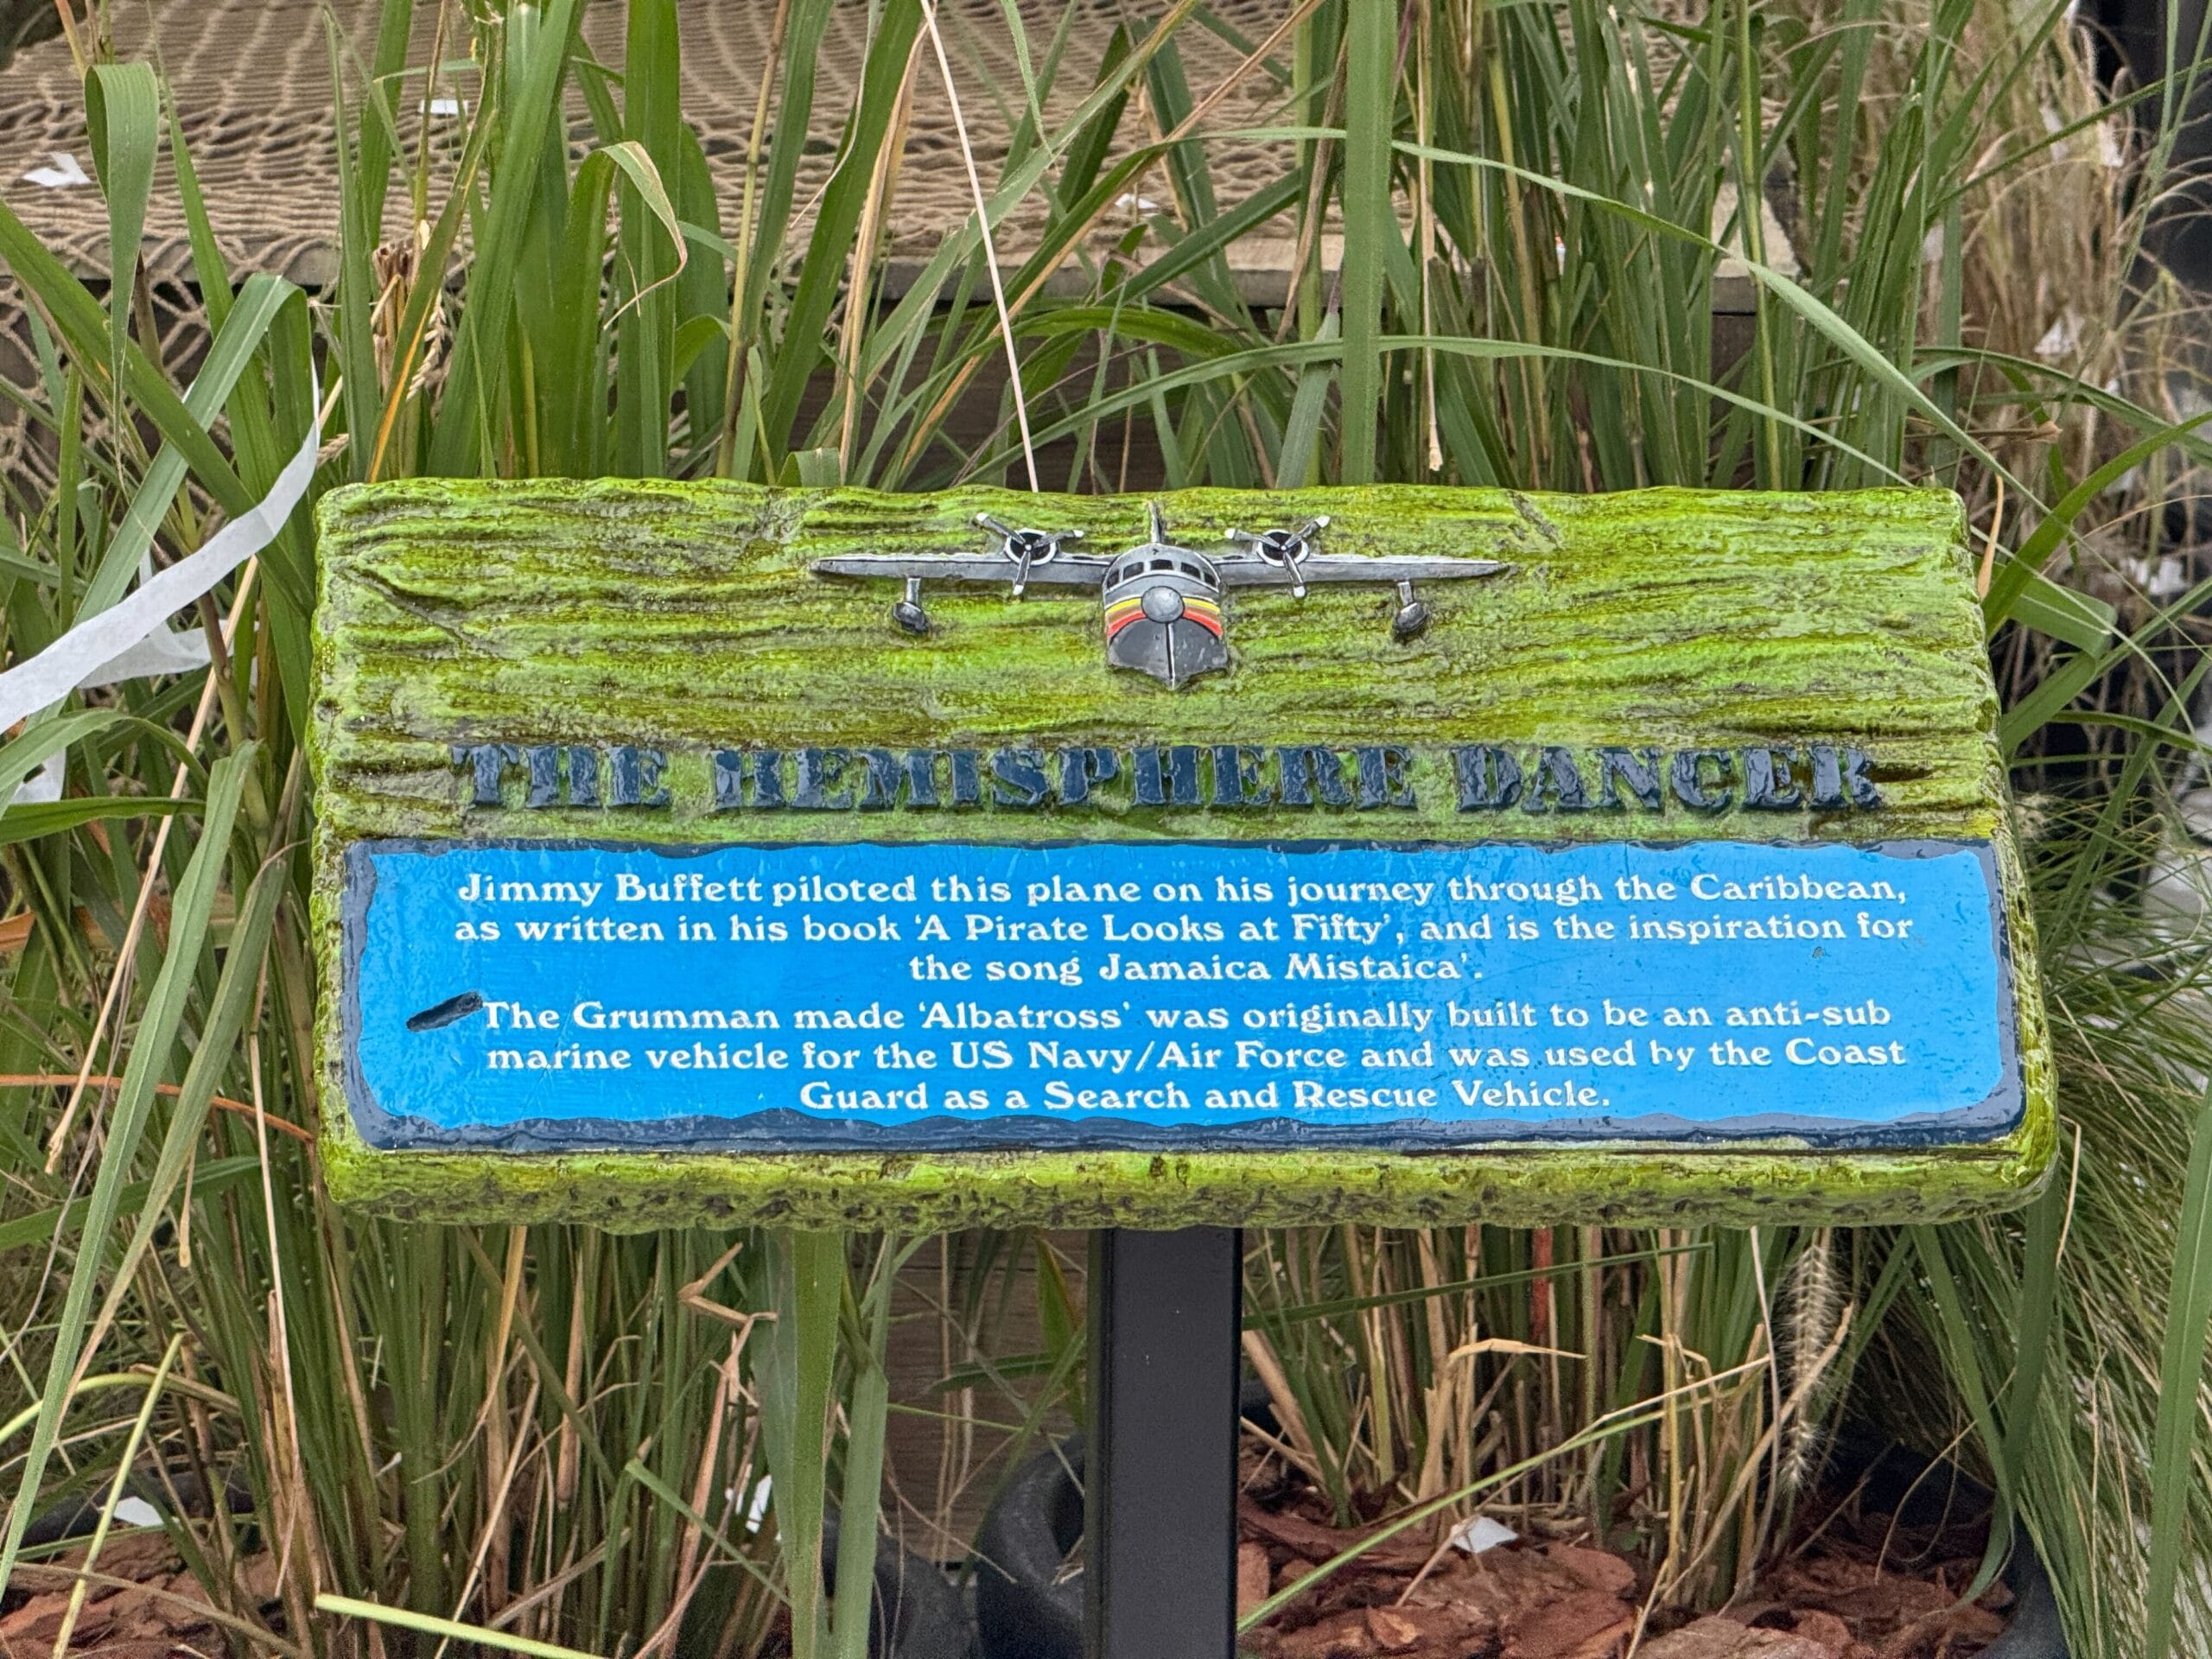 THE HEMISPHERE DANCER
Jimmy Buffett piloted this plane on his journey through the Caribbean,
as written in his book ‘A Pirate Looks at Fifty’, and is the inspiration for
the song Jamaica Mistaica’.
The Grumman made ‘Albatross’ was originally built to be an anti-sub
marine vehicle for the US Navy/Air Force and was used by the Coast
Guard as a Search and Rescue Vehicle.